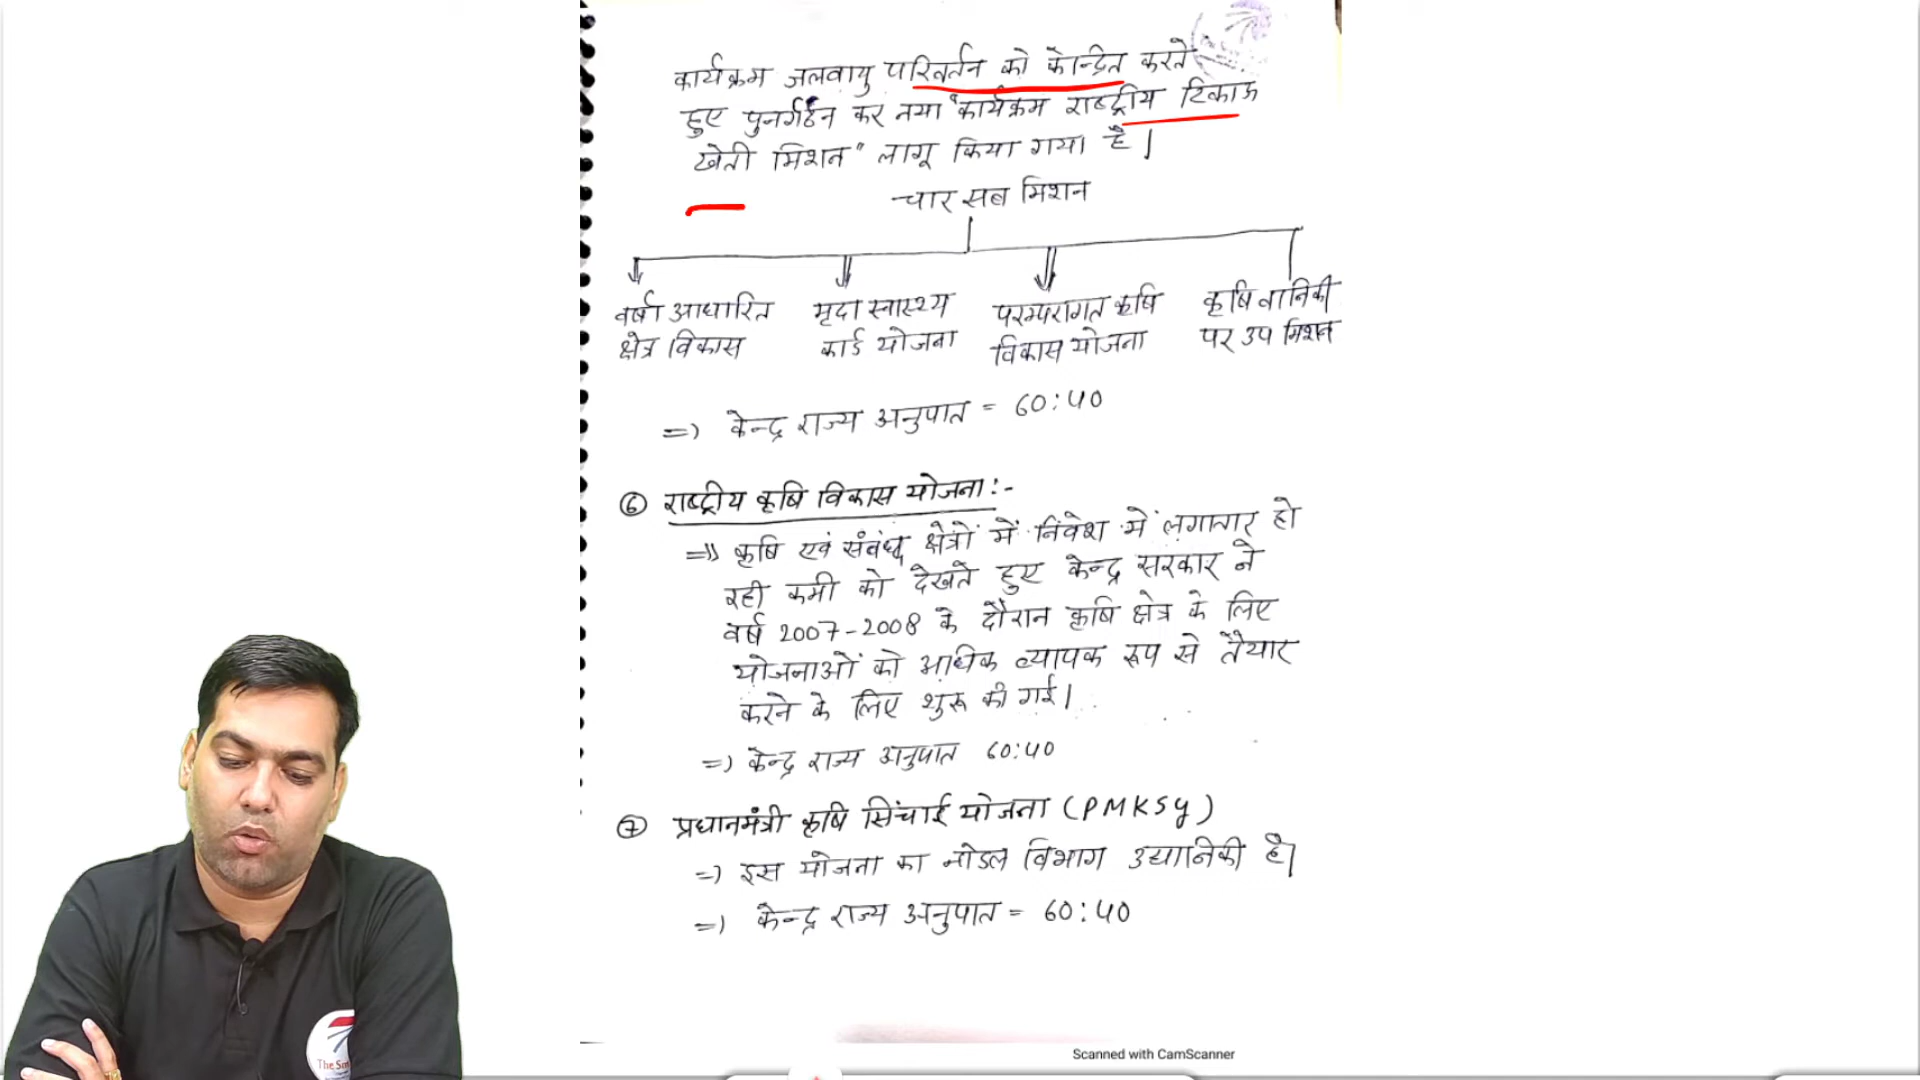 कार्यक्रम जलवायु परिवर्तन को केन्द्रित करते
हुए पुनर्गठन कर नया "कार्यक्रम राष्ट्रीय टिकाऊ
खेती मिशन" लागू किया गया है।
चार सब मिशन
वर्षा आधारित
क्षेत्र विकास
मृदा स्वास्थ्य
कार्ड योजना
परम्परागत कृषि
विकास योजना
कृषि वानिकी
पर उप मिशन
=) केन्द्र राज्य अनुपात = 60:40
⑥ राष्ट्रीय कृषि विकास योजना:-
=)) कृषि एवं संबंध क्षेत्रों में निवेश में लगातार हो
रही कमी को देखते हुए केन्द्र सरकार ने
वर्ष 2007-2008 के दौरान कृषि क्षेत्र के लिए
योजनाओं को अधिक व्यापक रूप से तैयार
करने के लिए शुरू की गई।
=) केन्द्र राज्य अनुपात 60:40
⑦ प्रधानमंत्री कृषि सिंचाई योजना (PMKSy)
=) इस योजना का नोडल विभाग उद्यानिकी है।
=) केन्द्र राज्य अनुपात = 60:40
Scanned with CamScanner
The